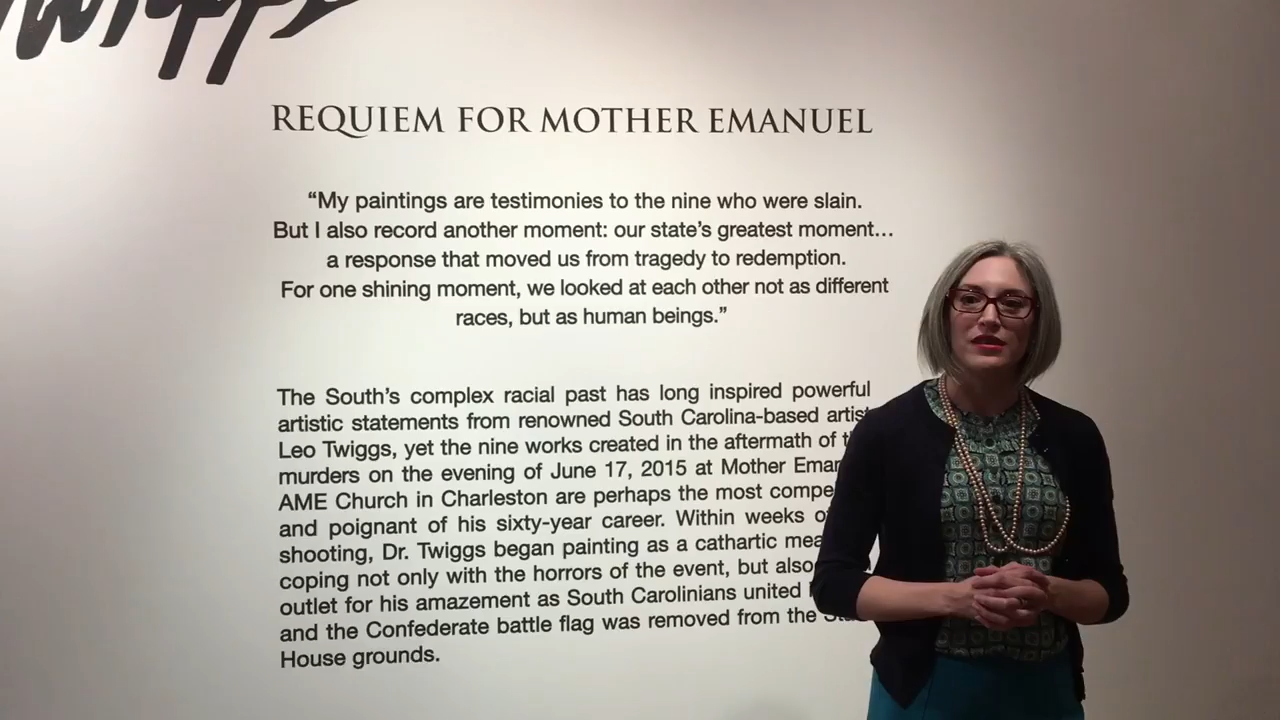 REQUIEM FOR MOTHER EMANUEL
“My paintings are testimonies to the nine who were slain.
But I also record another moment: our state’s greatest moment…
a response that moved us from tragedy to redemption.
For one shining moment, we looked at each other not as different
races, but as human beings.”
The South’s complex racial past has long inspired powerful
artistic statements from renowned South Carolina-based artist
Leo Twiggs, yet the nine works created in the aftermath of
murders on the evening of June 17, 2015 at Mother
AME Church in Charleston are perhaps the most
and poignant of his sixty-year career. Within weeks
shooting, Dr. Twiggs began painting as a cathartic
coping not only with the horrors of the event, but also
outlet for his amazement as South Carolinians united
and the Confederate battle flag was removed from the
House grounds.